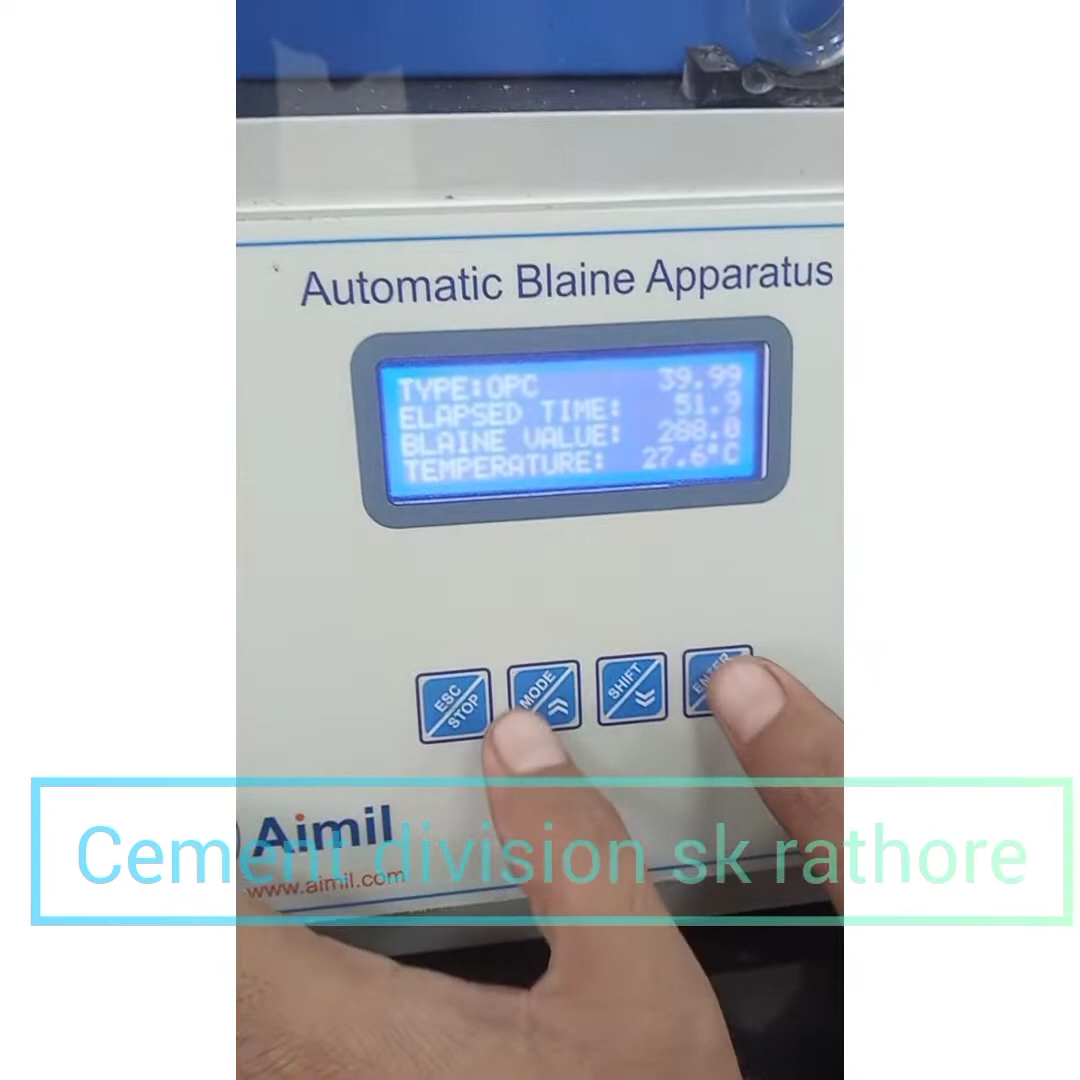 Automatic Blaine Apparatus
TYPE:OPC 39.99
ELAPSED TIME: 51.9
BLAINE VALUE: 288.0
TEMPERATURE: 27.6°C
ESC STOP MODE SHIFT ENTER
Aimil
Cement division sk rathore
www.aimil.com